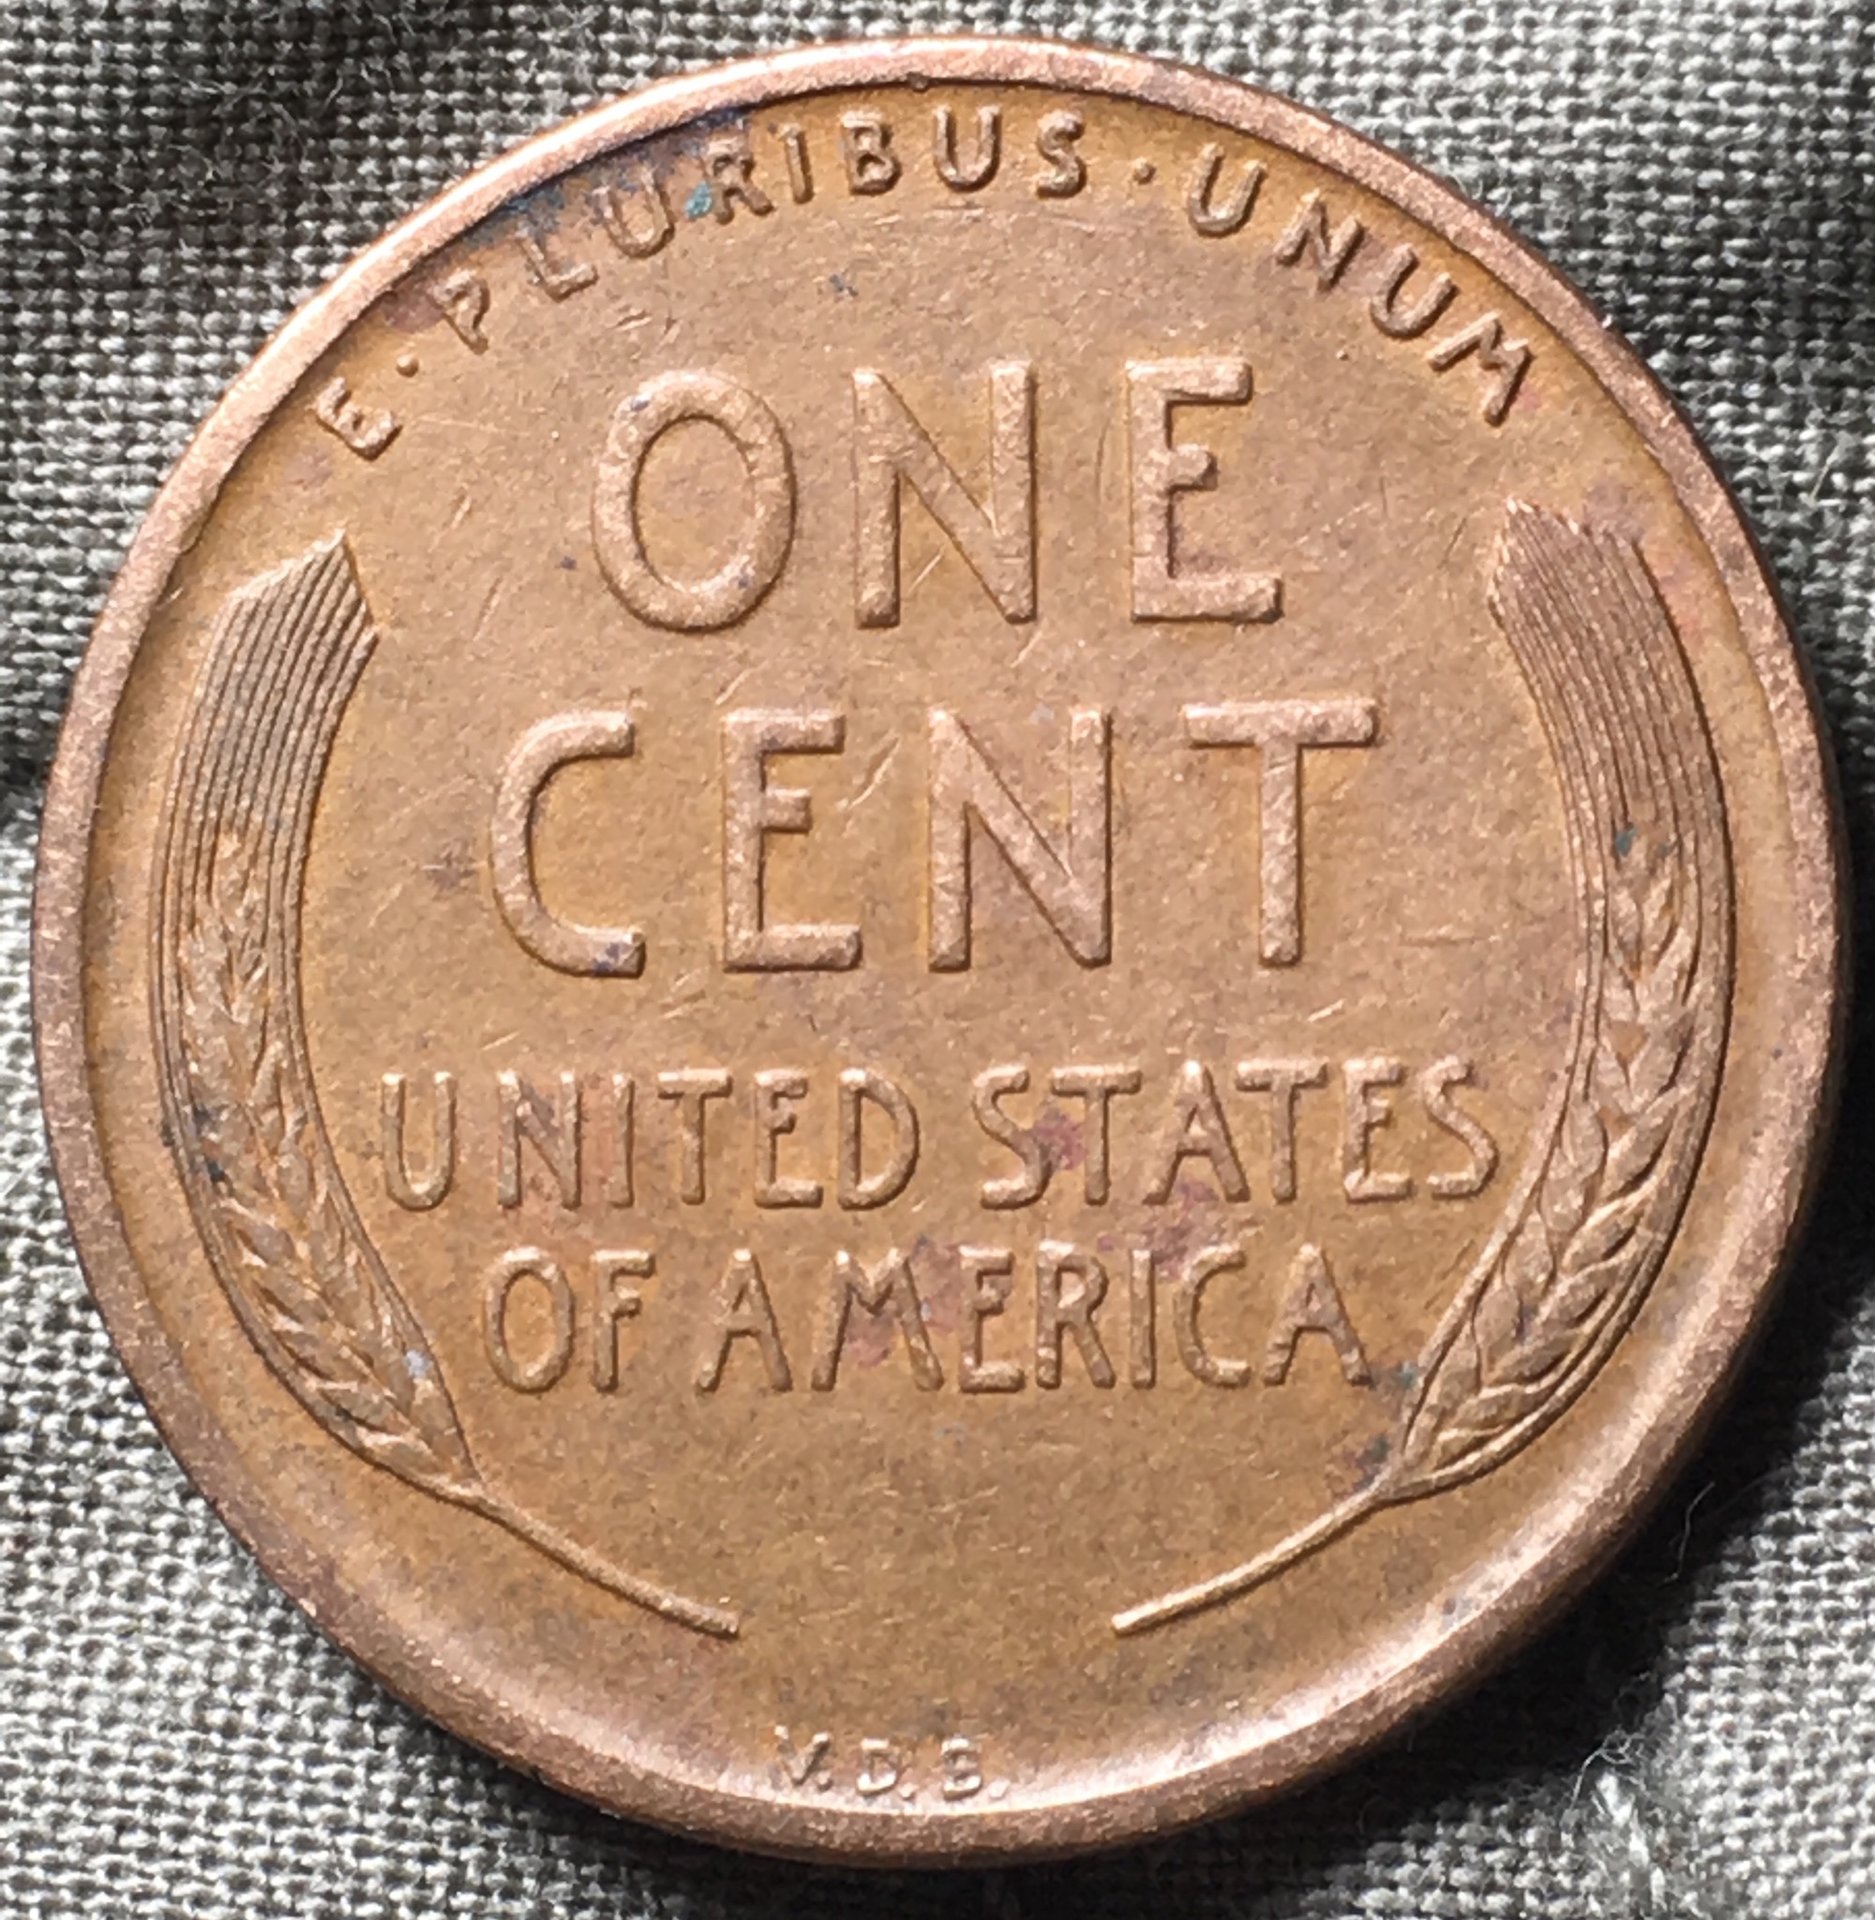 E·PLURIBUS·UNUM
ONE
CENT
UNITED STATES
OF AMERICA
V.D.B.